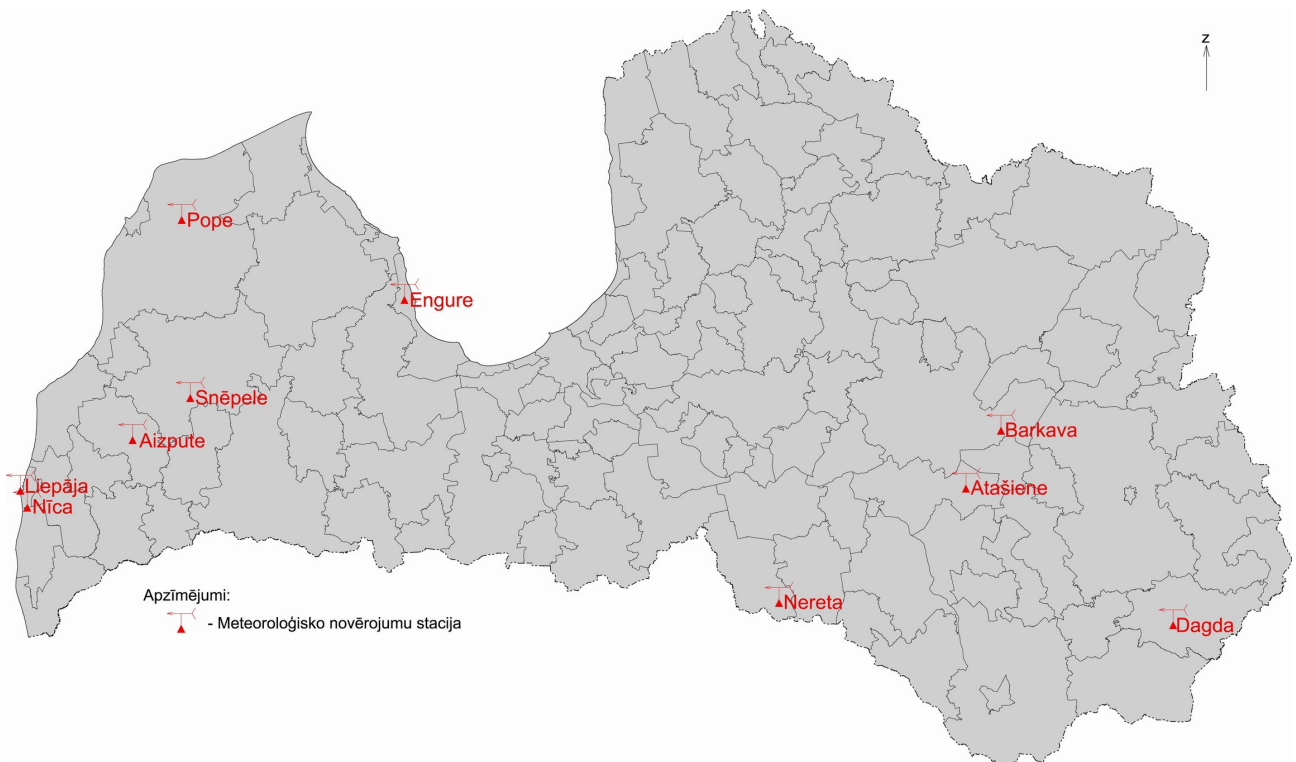 z
Pope
Engure
Snēpele
Aizpute
Barkava
Liepāja
Atašiene
Nīca
Apzīmējumi:
- Meteoroloģisko novērojumu stacija
Nereta
Dagda